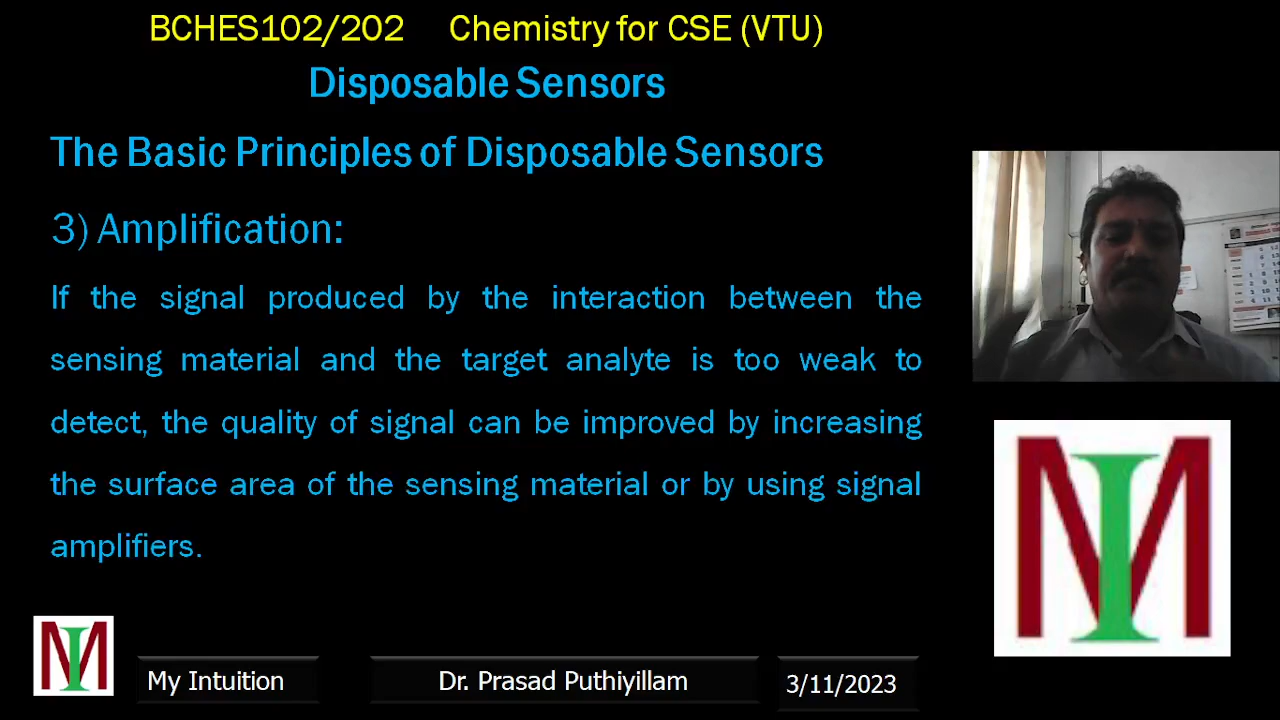 BCHES102/202 Chemistry for CSE (VTU)
Disposable Sensors
The Basic Principles of Disposable Sensors
3) Amplification:
If the signal produced by the interaction between the
sensing material and the target analyte is too weak to
detect, the quality of signal can be improved by increasing
the surface area of the sensing material or by using signal
amplifiers.
MI
MI
My Intuition
Dr. Prasad Puthiyillam
3/11/2023